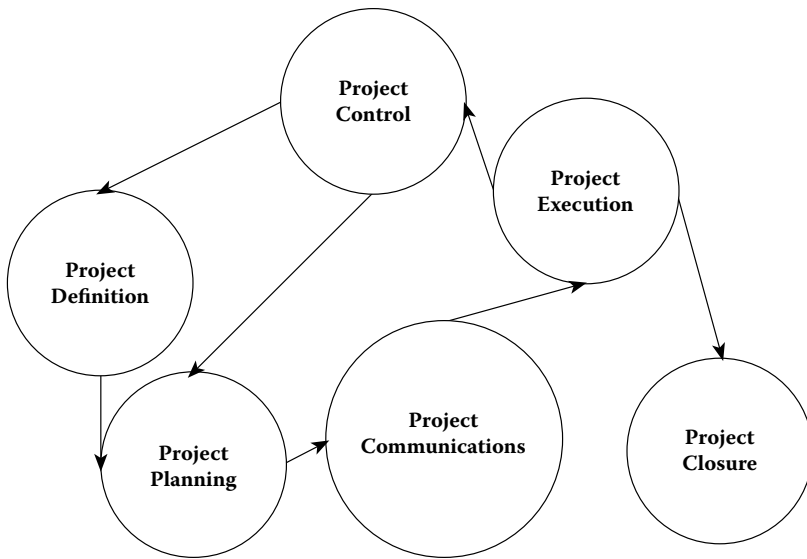 Project
Control
Project
Execution
Project
Definition
Project
Communications
Project
Planning
Project
Closure